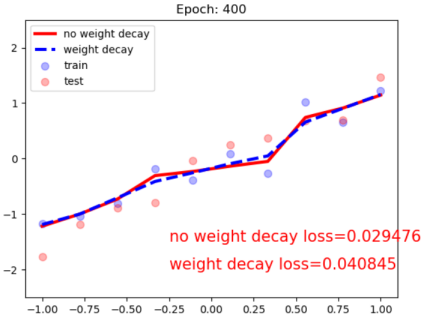 Epoch: 400
no weight decay
weight decay
train
test
2
1
0
−1
−2
no weight decay loss=0.029476
weight decay loss=0.040845
−1.00 −0.75 −0.50 −0.25 0.00 0.25 0.50 0.75 1.00